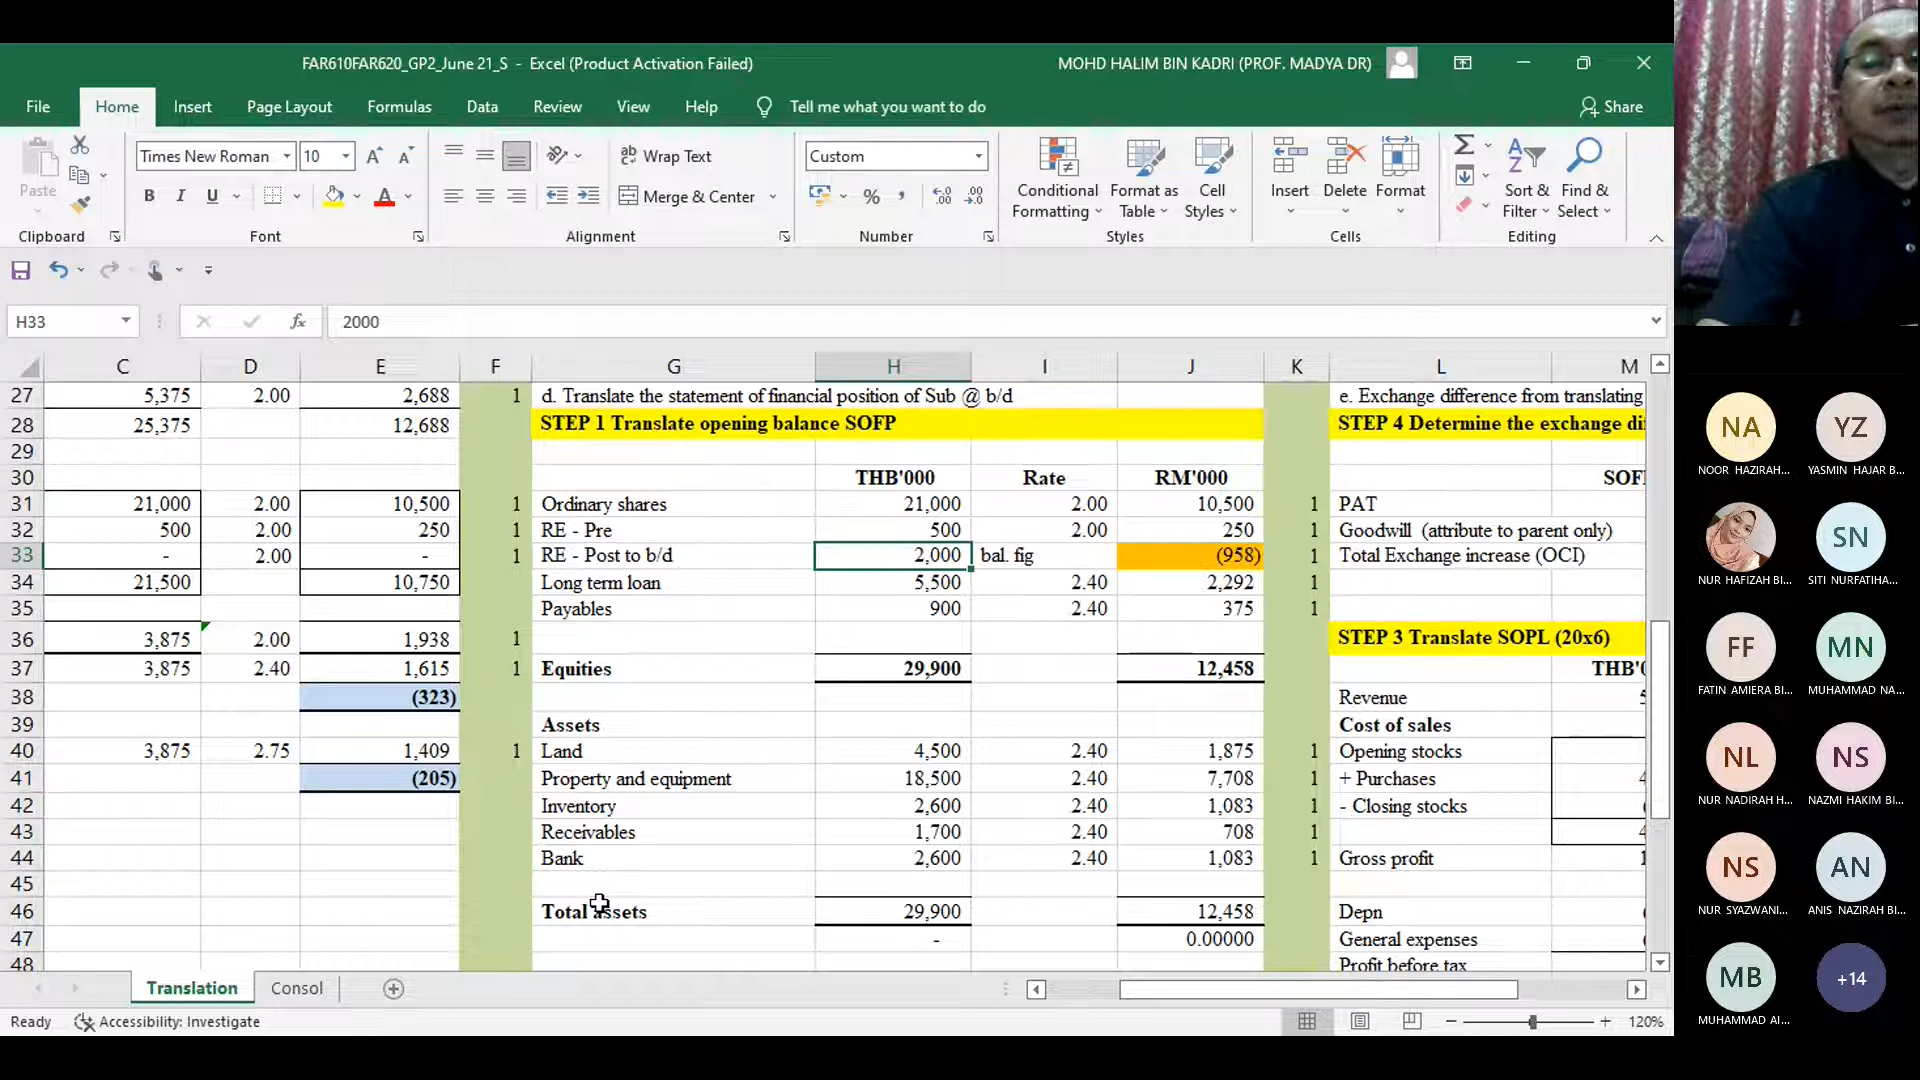 FAR610FAR620_GP2_June 21_S - Excel (Product Activation Failed)
MOHD HALIM BIN KADRI (PROF. MADYA DR)
File Home Insert Page Layout Formulas Data Review View Help Tell me what you want to do Share
Paste
Times New Roman 10
Wrap Text
Custom
B I U
Merge & Center
Conditional Formatting
Format as Table
Cell Styles
Insert Delete Format
Sort & Filter
Find & Select
Clipboard Font Alignment Number Styles Cells Editing
H33 fx 2000
C D E F G H I J K L M
27 5,375 2.00 2,688 1 d. Translate the statement of financial position of Sub @ b/d e. Exchange difference from translating
28 25,375 12,688 STEP 1 Translate opening balance SOFP STEP 4 Determine the exchange di
29
30 THB'000 Rate RM'000 SOF
31 21,000 2.00 10,500 1 Ordinary shares 21,000 2.00 10,500 1 PAT
32 500 2.00 250 1 RE - Pre 500 2.00 250 1 Goodwill (attribute to parent only)
33 - 2.00 - 1 RE - Post to b/d 2,000 bal. fig (958) 1 Total Exchange increase (OCI)
34 21,500 10,750 1 Long term loan 5,500 2.40 2,292 1
35 1 Payables 900 2.40 375 1
36 3,875 2.00 1,938 1 STEP 3 Translate SOPL (20x6)
37 3,875 2.40 1,615 1 Equities 29,900 12,458 THB'0
38 (323) Revenue 5
39 Assets Cost of sales
40 3,875 2.75 1,409 1 Land 4,500 2.40 1,875 1 Opening stocks
41 (205) Property and equipment 18,500 2.40 7,708 1 + Purchases 4
42 Inventory 2,600 2.40 1,083 1 - Closing stocks
43 Receivables 1,700 2.40 708 1 4
44 Bank 2,600 2.40 1,083 1 Gross profit 1
45
46 Total assets 29,900 12,458 Depn
47 - 0.00000 General expenses
48 Profit before tax
Translation Consol
Ready Accessibility: Investigate 120%
NA YZ
NOOR HAZIRAH... YASMIN HAJAR B...
SN
NUR HAFIZAH BI... SITI NURFATIHA...
FF MN
FATIN AMIERA BI... MUHAMMAD NA...
NL NS
NUR NADIRAH H... NAZMI HAKIM BI...
NS AN
NUR SYAZWANI... ANIS NAZIRAH BI...
MB +14
MUHAMMAD AI...